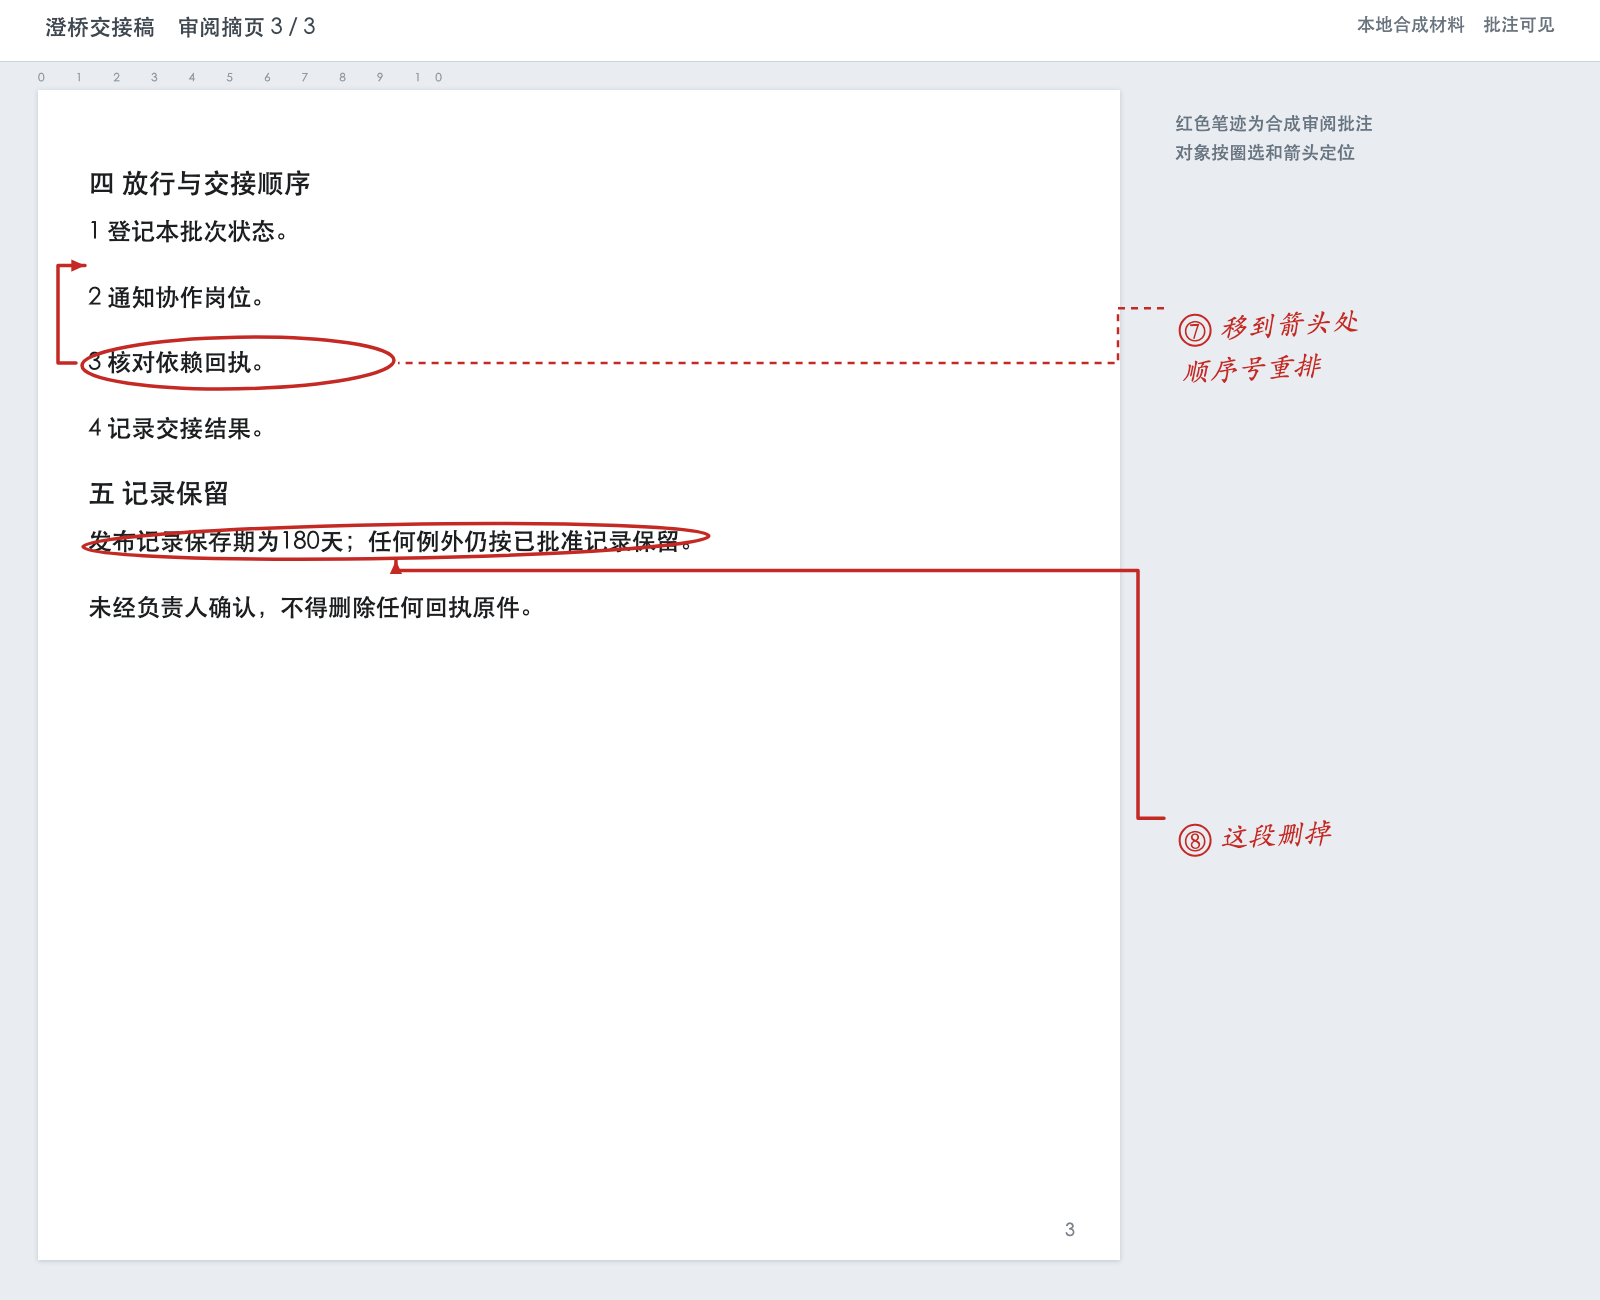 澄桥交接稿 审阅摘页 3 / 3
本地合成材料 批注可见
0 1 2 3 4 5 6 7 8 9 10
红色笔迹为合成审阅批注
对象按圈选和箭头定位
四 放行与交接顺序
1 登记本批次状态。
2 通知协作岗位。
3 核对依赖回执。
4 记录交接结果。
⑦ 移到箭头处
顺序号重排
五 记录保留
发布记录保存期为180天；任何例外仍按已批准记录保留。
未经负责人确认，不得删除任何回执原件。
⑧ 这段删掉
3